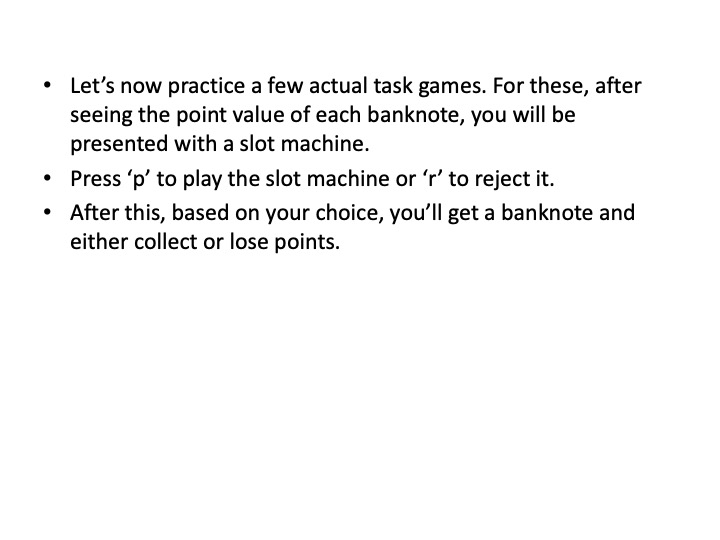 • Let’s now practice a few actual task games. For these, after
seeing the point value of each banknote, you will be
presented with a slot machine.
• Press ‘p’ to play the slot machine or ‘r’ to reject it.
• After this, based on your choice, you’ll get a banknote and
either collect or lose points.